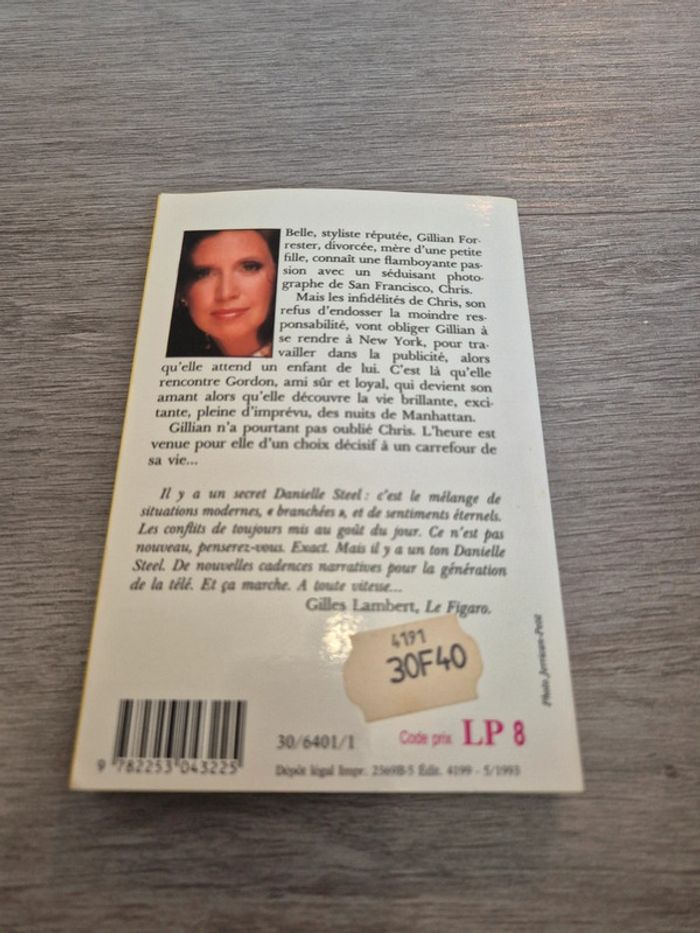 Belle, styliste réputée, Gillian For-
rester, divorcée, mère d'une petite
fille, connaît une flamboyante pas-
sion avec un séduisant photo-
graphe de San Francisco, Chris.
Mais les infidélités de Chris, son
refus d'endosser la moindre res-
ponsabilité, vont obliger Gillian à
se rendre à New York, pour tra-
vailler dans la publicité, alors
qu'elle attend un enfant de lui. C'est là qu'elle
rencontre Gordon, ami sûr et loyal, qui devient son
amant alors qu'elle découvre la vie brillante, exci-
tante, pleine d'imprévu, des nuits de Manhattan.
Gillian n'a pourtant pas oublié Chris. L'heure est
venue pour elle d'un choix décisif à un carrefour de
sa vie...
Il y a un secret Danielle Steel : c'est le mélange de
situations modernes, « branchées », et de sentiments éternels.
Les conflits de toujours mis au goût du jour. Ce n'est pas
nouveau, penserez-vous. Exact. Mais il y a un ton Danielle
Steel. De nouvelles cadences narratives pour la génération
de la télé. Et ça marche. A toute vitesse...
Gilles Lambert, Le Figaro.
4191
30F40
Photo Jerrican-Petit
30/6401/1
Code prix LP 8
9 782253 043225
Dépôt légal Impr. 2369B-5 Édit. 4199 - 5/1993